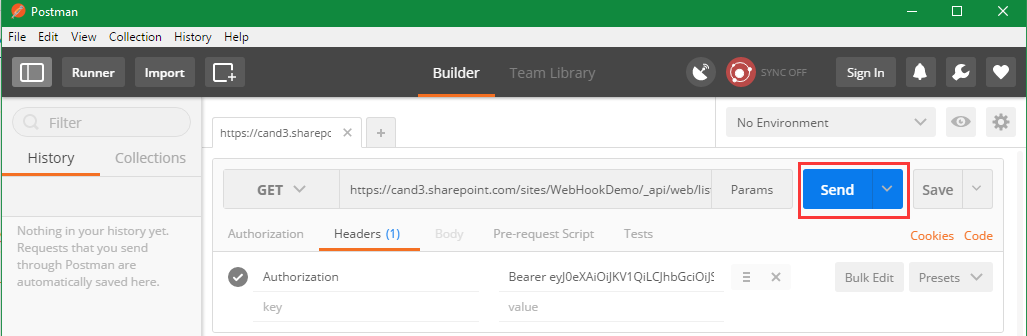 Postman
File Edit View Collection History Help
Runner Import Builder Team Library SYNC OFF Sign In
Filter
https://cand3.sharepc
No Environment
History Collections
GET https://cand3.sharepoint.com/sites/WebHookDemo/_api/web/lis Params Send Save
Nothing in your history yet.
Requests that you send
through Postman are
automatically saved here.
Authorization Headers (1) Body Pre-request Script Tests Cookies Code
Authorization Bearer eyJ0eXAiOiJKV1QiLCJhbGciOiJS Bulk Edit Presets
key value